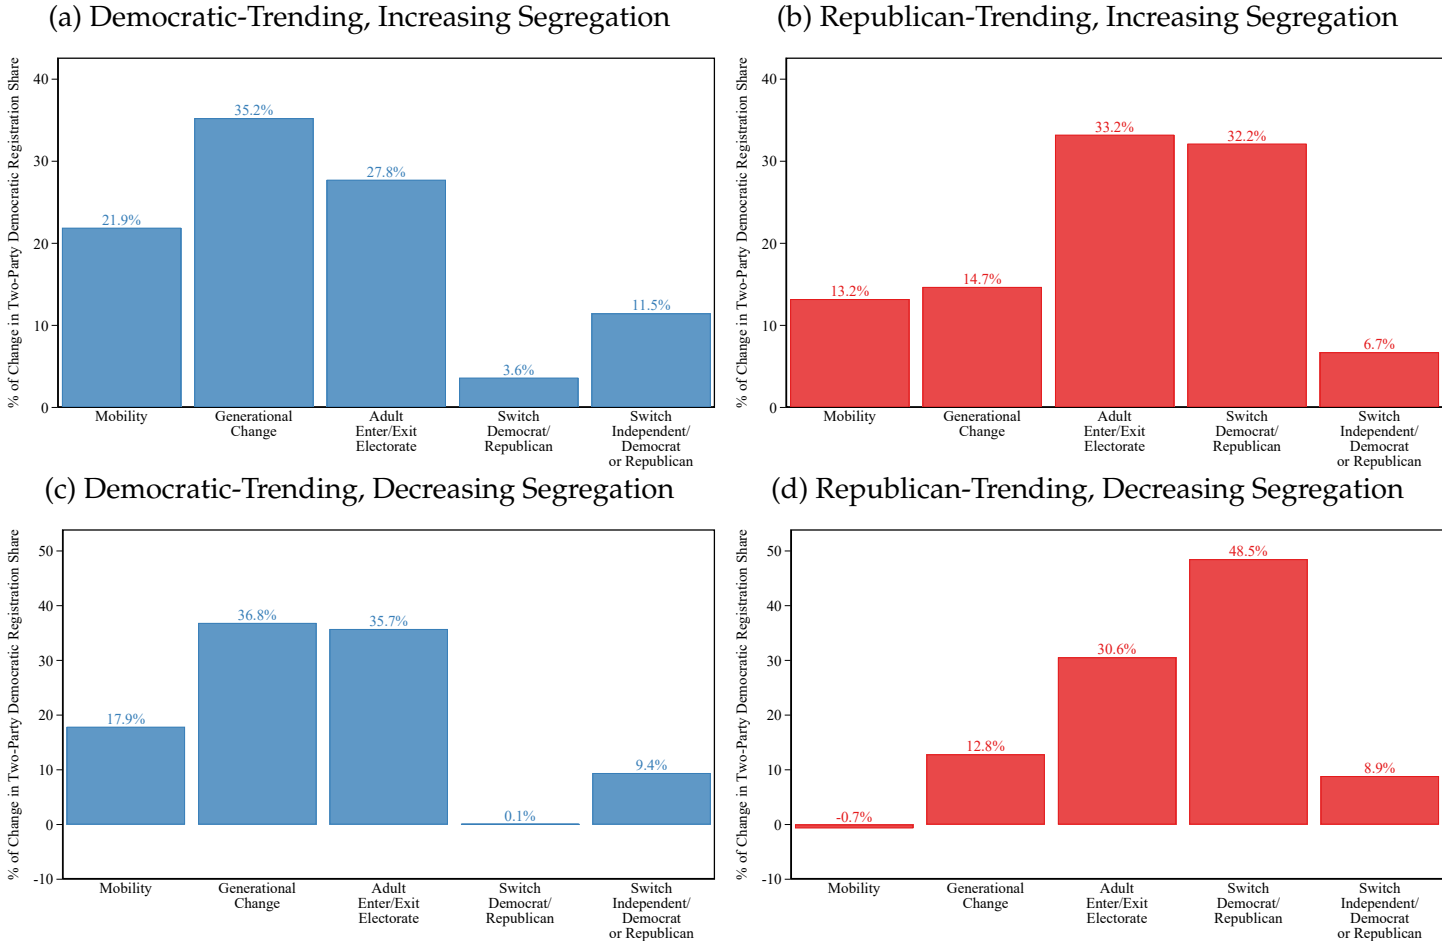 (a) Democratic-Trending, Increasing Segregation
% of Change in Two-Party Democratic Registration Share
40
30
20
10
0
21.9%
35.2%
27.8%
3.6%
11.5%
Mobility
Generational
Change
Adult
Enter/Exit
Electorate
Switch
Democrat/
Republican
Switch
Independent/
Democrat
or Republican
(b) Republican-Trending, Increasing Segregation
% of Change in Two-Party Democratic Registration Share
40
30
20
10
0
13.2%
14.7%
33.2%
32.2%
6.7%
Mobility
Generational
Change
Adult
Enter/Exit
Electorate
Switch
Democrat/
Republican
Switch
Independent/
Democrat
or Republican
(c) Democratic-Trending, Decreasing Segregation
% of Change in Two-Party Democratic Registration Share
50
40
30
20
10
0
-10
17.9%
36.8%
35.7%
0.1%
9.4%
Mobility
Generational
Change
Adult
Enter/Exit
Electorate
Switch
Democrat/
Republican
Switch
Independent/
Democrat
or Republican
(d) Republican-Trending, Decreasing Segregation
% of Change in Two-Party Democratic Registration Share
50
40
30
20
10
0
-10
-0.7%
12.8%
30.6%
48.5%
8.9%
Mobility
Generational
Change
Adult
Enter/Exit
Electorate
Switch
Democrat/
Republican
Switch
Independent/
Democrat
or Republican